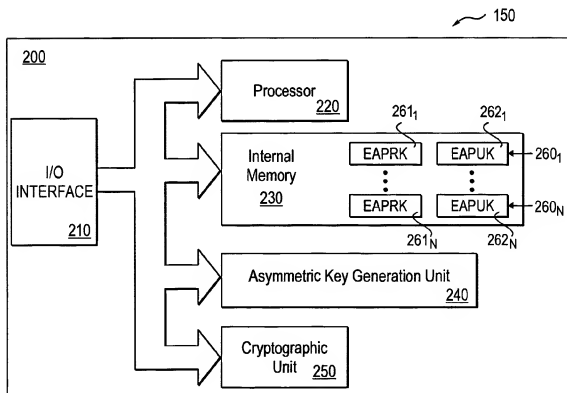 150
200
Processor
220
261₁
262₁
I/O
INTERFACE
210
Internal
Memory
230
EAPRK
EAPUK
260₁
EAPRK
EAPUK
260N
261N
262N
Asymmetric Key Generation Unit
240
Cryptographic
Unit
250